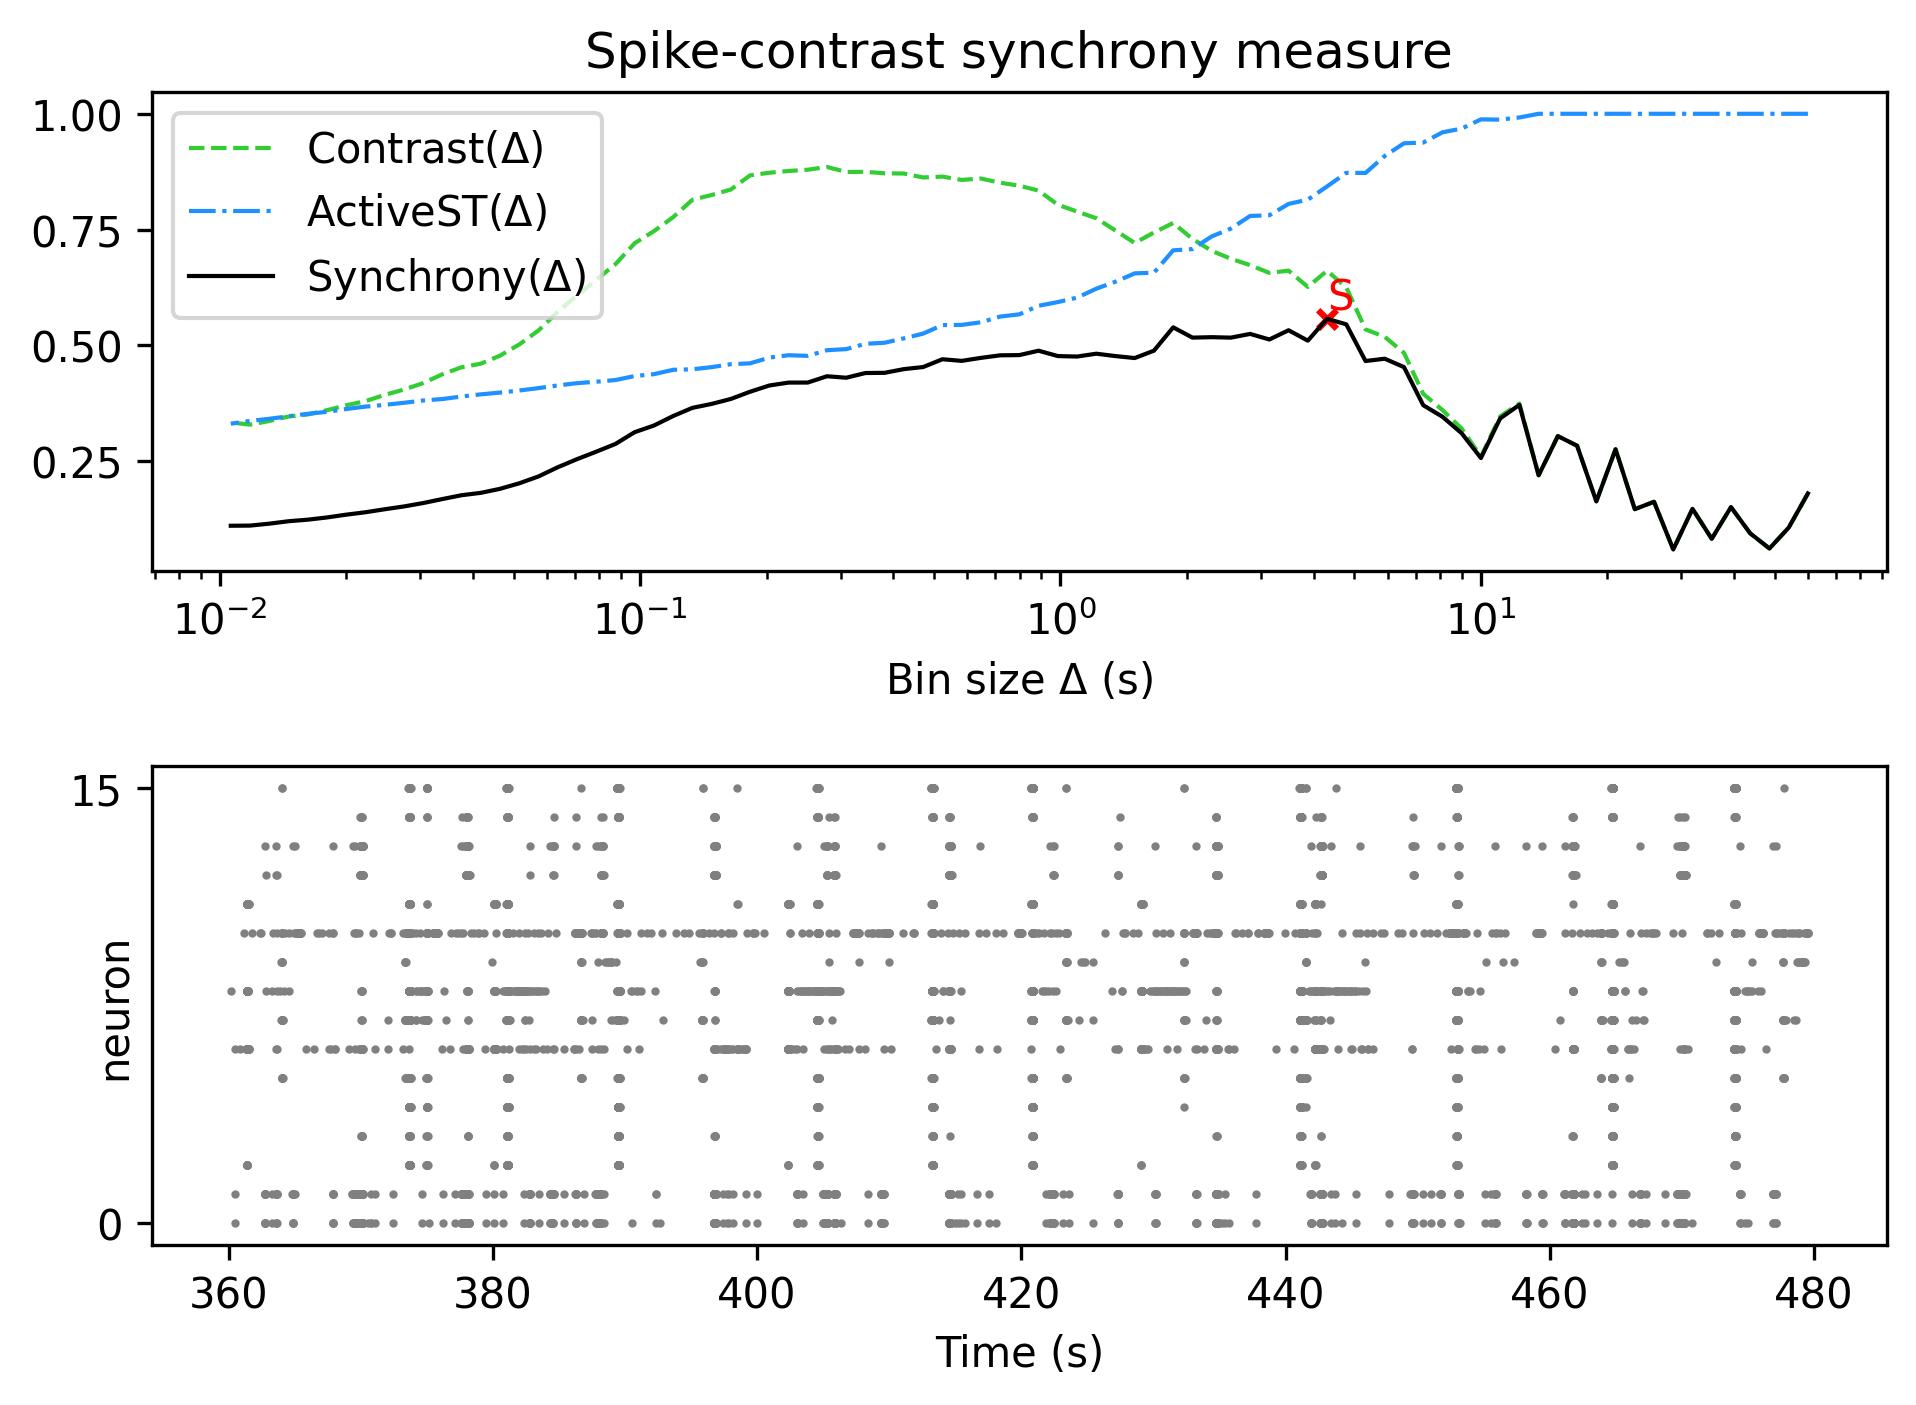 Spike-contrast synchrony measure
1.00
0.75
0.50
0.25
Contrast(Δ)
ActiveST(Δ)
Synchrony(Δ)
S
10⁻² 10⁻¹ 10⁰ 10¹
Bin size Δ (s)
15
0
neuron
360 380 400 420 440 460 480
Time (s)